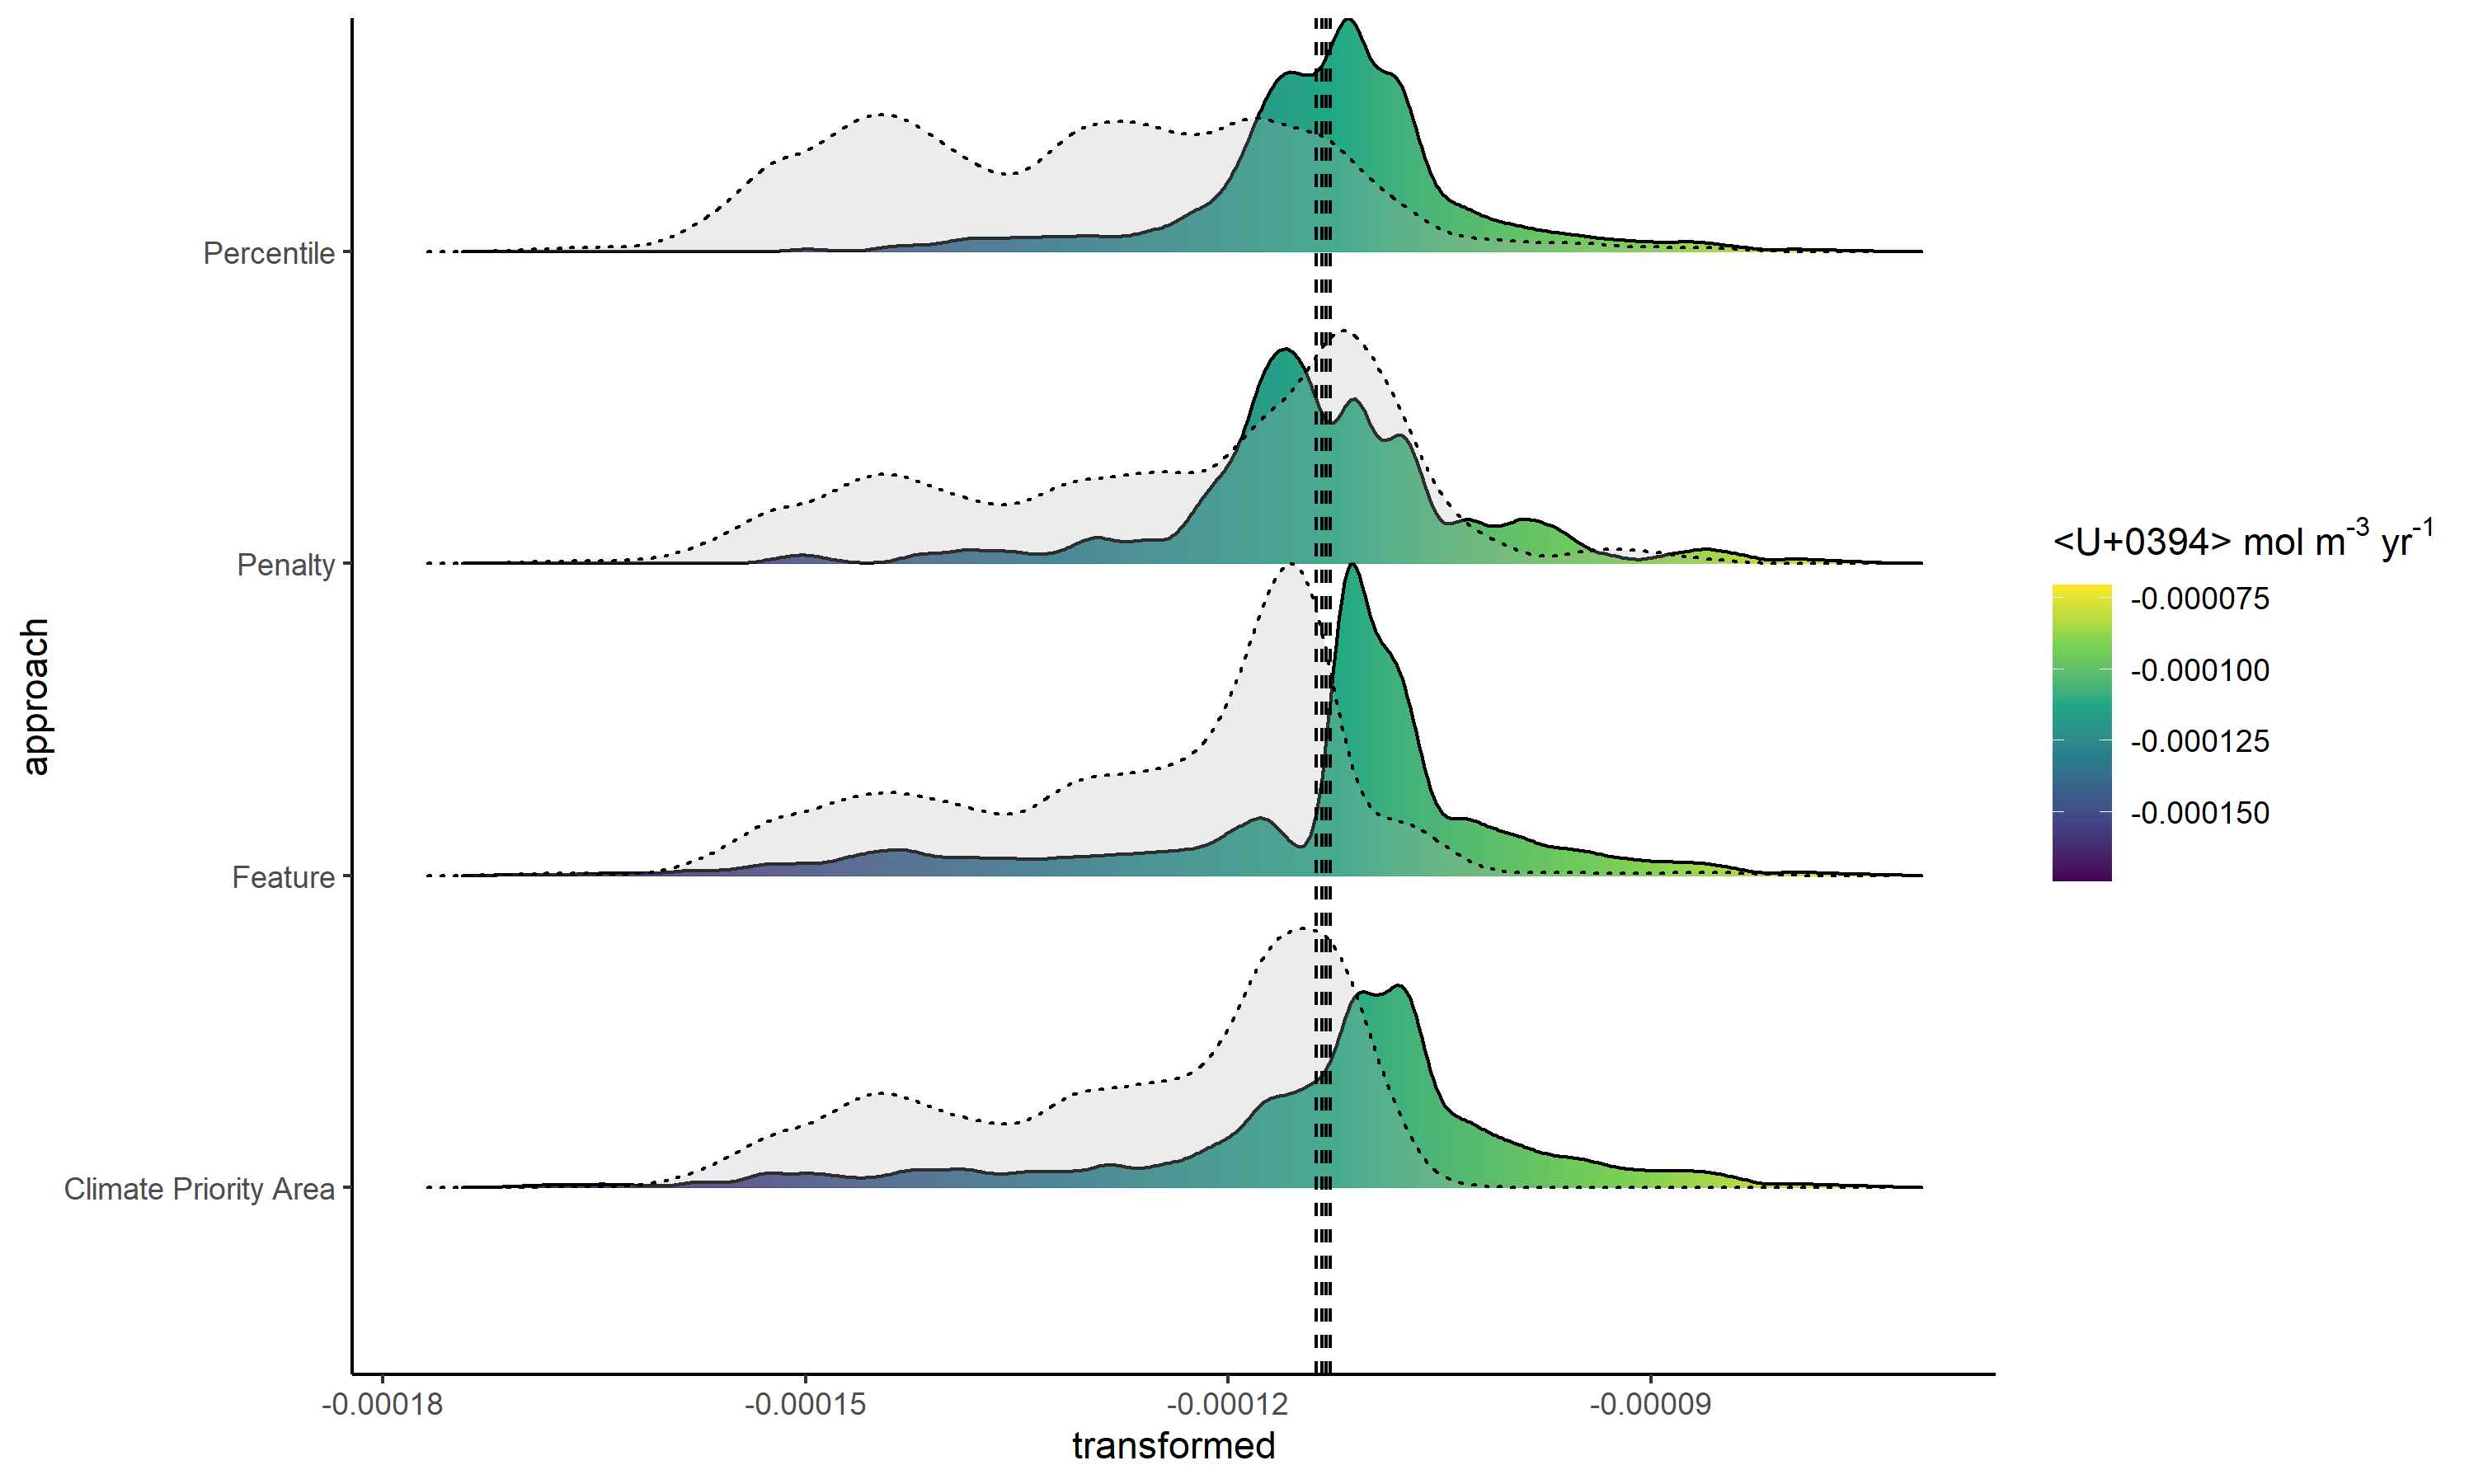 Percentile
Penalty
Feature
Climate Priority Area
approach
-0.00018
-0.00015
-0.00012
-0.00009
transformed
<U+0394> mol m⁻³ yr⁻¹
-0.000075
-0.000100
-0.000125
-0.000150